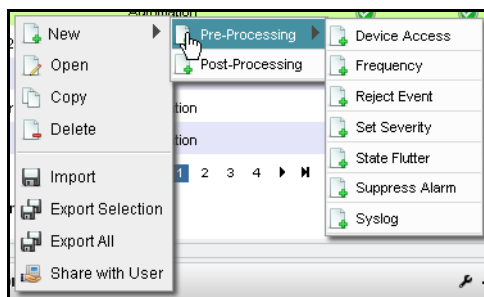 Automation
New
Open
Copy
Delete
Import
Export Selection
Export All
Share with User
Pre-Processing
Post-Processing
tion
tion
1 2 3 4
Device Access
Frequency
Reject Event
Set Severity
State Flutter
Suppress Alarm
Syslog